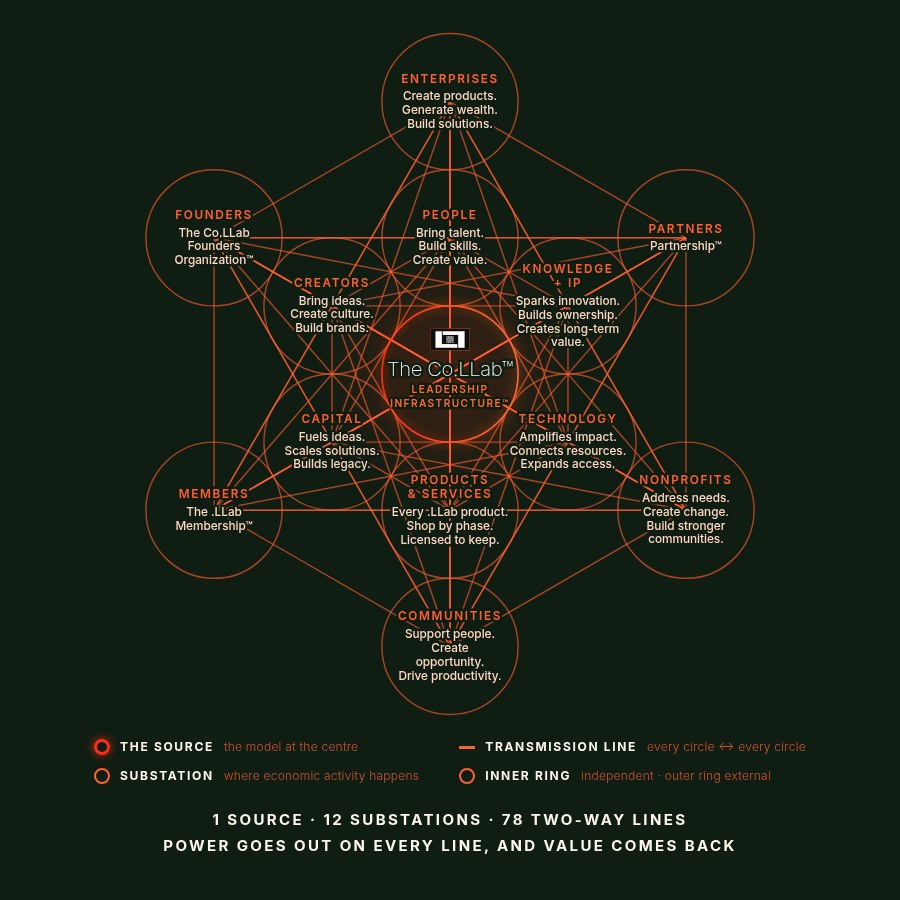 ENTERPRISES
Create products.
Generate wealth.
Build solutions.
FOUNDERS
The Co.LLab
Founders
Organization™
PEOPLE
Bring talent.
Build skills.
Create value.
PARTNERS
Partnership™
CREATORS
Bring ideas.
Create culture.
Build brands.
KNOWLEDGE
+ IP
Sparks innovation.
Builds ownership.
Creates long-term
value.
The Co.LLab™
LEADERSHIP
INFRASTRUCTURE™
CAPITAL
Fuels ideas.
Scales solutions.
Builds legacy.
TECHNOLOGY
Amplifies impact.
Connects resources.
Expands access.
MEMBERS
The .LLab
Membership™
PRODUCTS
& SERVICES
Every .LLab product.
Shop by phase.
Licensed to keep.
NONPROFITS
Address needs.
Create change.
Build stronger
communities.
COMMUNITIES
Support people.
Create
opportunity.
Drive productivity.
THE SOURCE the model at the centre
TRANSMISSION LINE every circle ↔ every circle
SUBSTATION where economic activity happens
INNER RING independent · outer ring external
1 SOURCE · 12 SUBSTATIONS · 78 TWO-WAY LINES
POWER GOES OUT ON EVERY LINE, AND VALUE COMES BACK